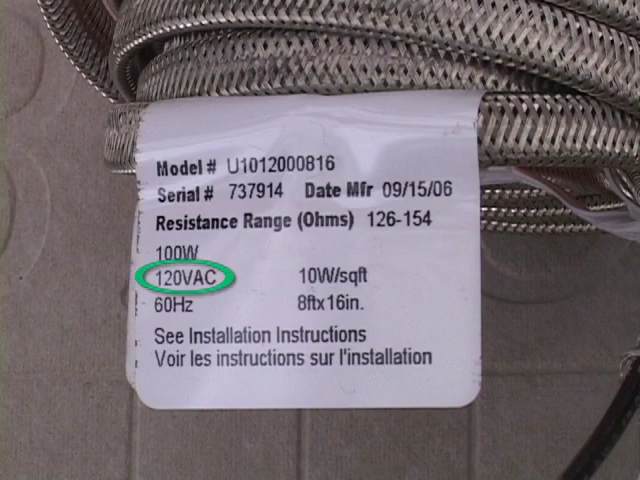 Model # U1012000816
Serial # 737914 Date Mfr 09/15/06
Resistance Range (Ohms) 126-154
100W
120VAC 10W/sqft
60Hz 8ftx16in.
See Installation Instructions
Voir les instructions sur l'installation